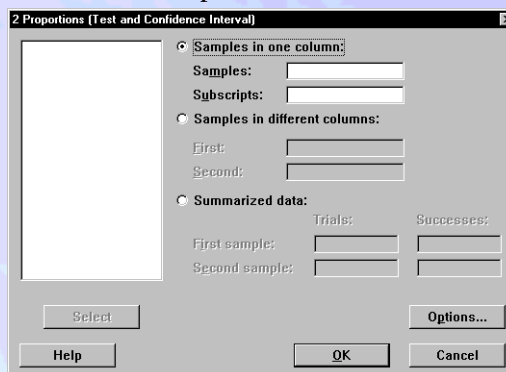 2 Proportions (Test and Confidence Interval)
Samples in one column:
Samples:
Subscripts:
Samples in different columns:
First:
Second:
Summarized data:
Trials: Successes:
First sample:
Second sample:
Select
Options...
Help OK Cancel